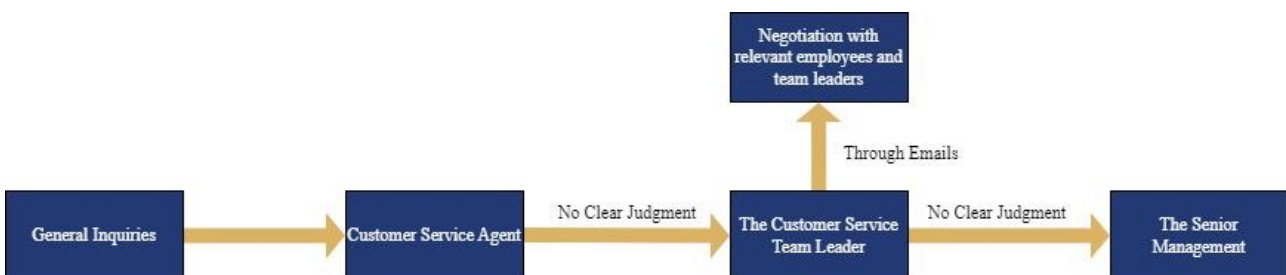 Negotiation with
relevant employees and
team leaders
Through Emails
General Inquiries
Customer Service Agent
No Clear Judgment
The Customer Service
Team Leader
No Clear Judgment
The Senior
Management